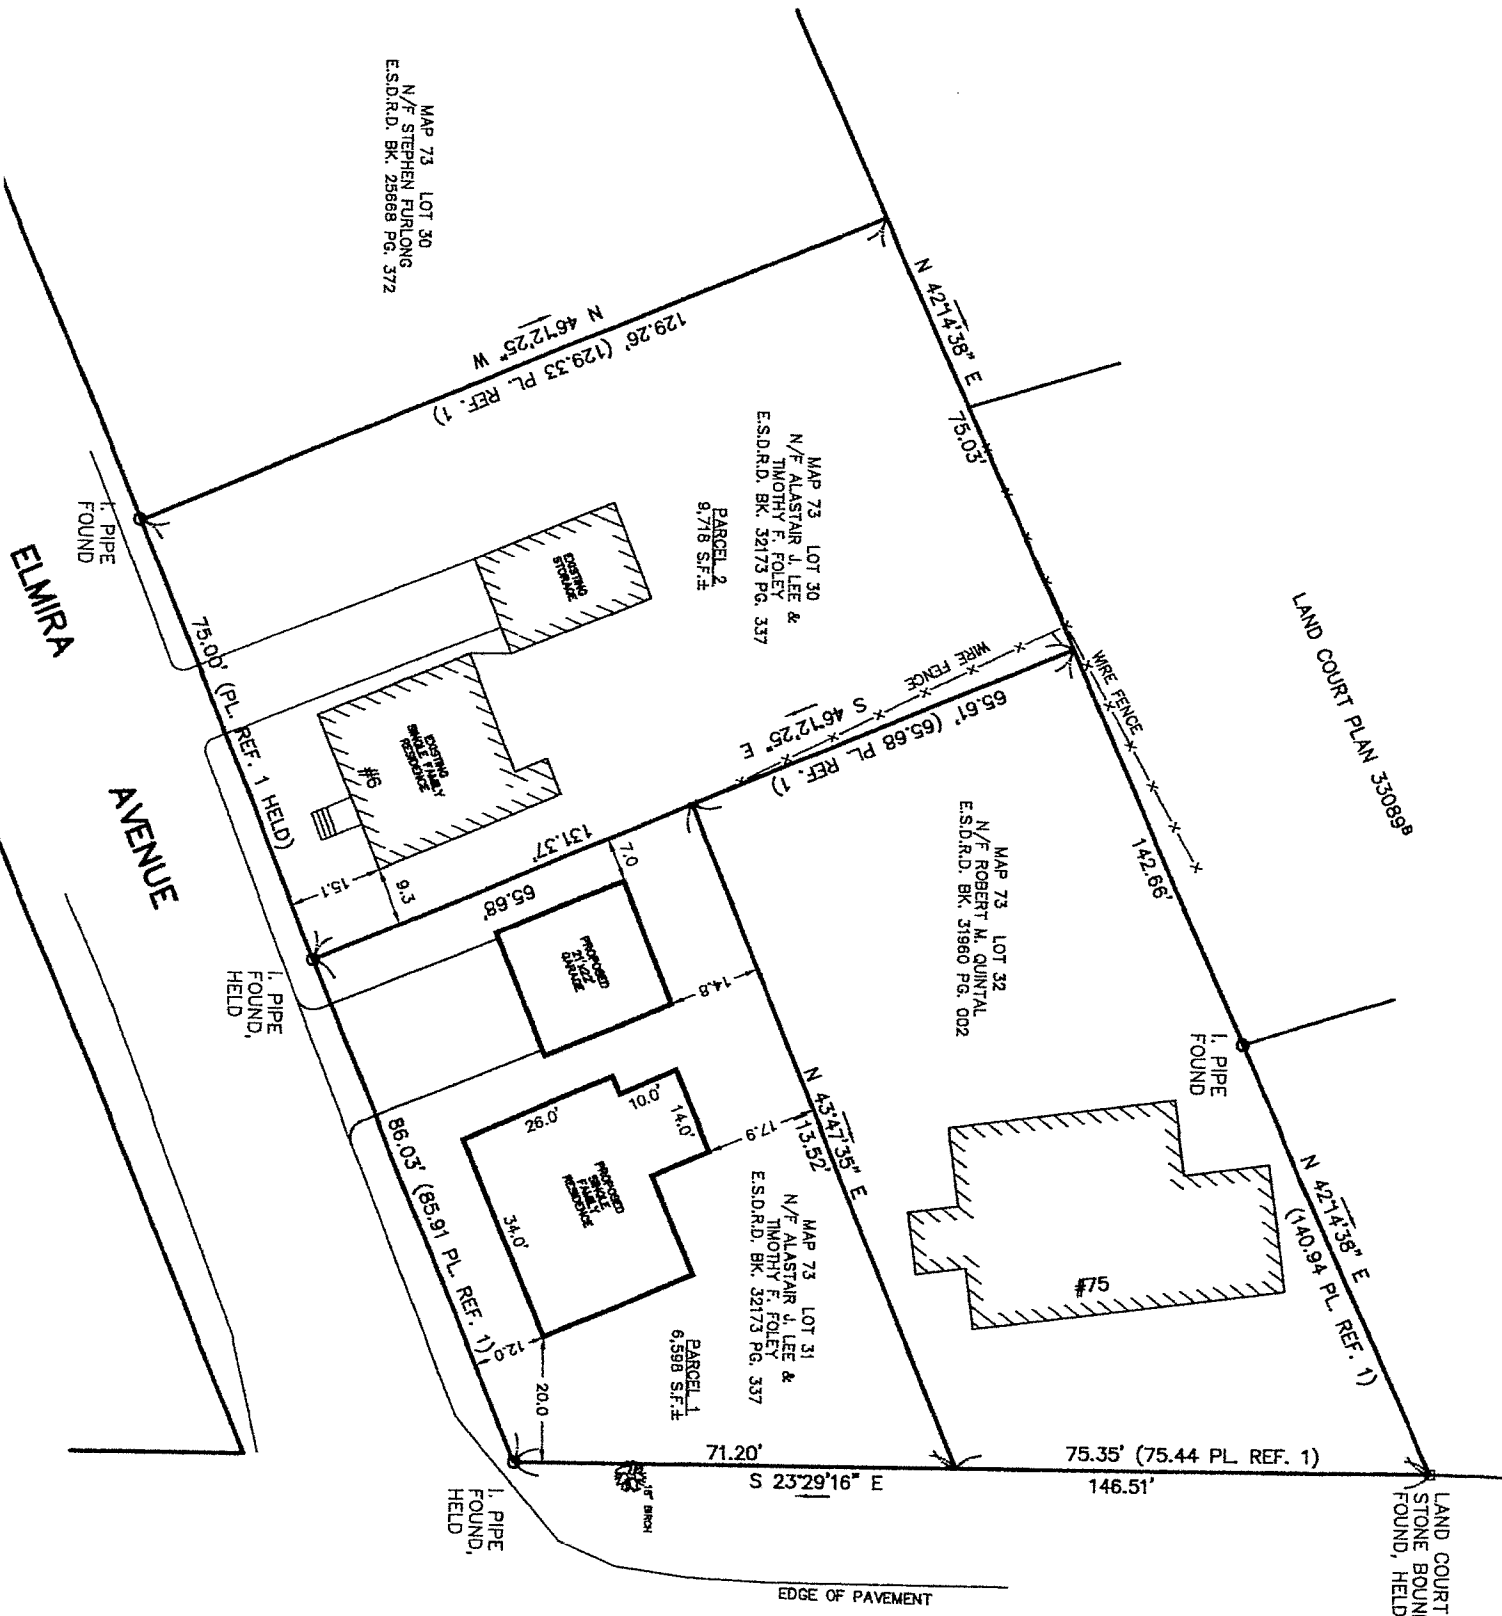 MAP 73 LOT 30
N/F STEPHEN FURLONG
E.S.D.R.D. BK. 25668 PG. 372
N 42°14'38" E
75.03'
N 46°12'25" W
129.26' (129.33 PL. REF. 1)
MAP 73 LOT 30
N/F ALASTAIR J. LEE &
TIMOTHY F. FOLEY
E.S.D.R.D. BK. 32173 PG. 337
PARCEL 2
9,718 S.F.±
LAND COURT PLAN 33089B
WIRE FENCE
WIRE FENCE
I. PIPE
FOUND
ELMIRA
AVENUE
75.00' (PL. REF. 1 HELD)
EXISTING
STORAGE
EXISTING
SINGLE FAMILY
RESIDENCE
#6
S 46°12'25" E
65.61' (65.68 PL. REF. 1)
131.37'
65.68'
15.1
9.3
7.0
142.66'
MAP 73 LOT 32
N/F ROBERT M. QUINTAL
E.S.D.R.D. BK. 31960 PG. 002
PROPOSED
21'X22'
GARAGE
14.8
I. PIPE
FOUND,
HELD
I. PIPE
FOUND
N 43°47'35" E
113.52'
10.0'
14.0'
26.0'
17.9
PROPOSED
SINGLE
FAMILY
RESIDENCE
34.0'
86.03' (85.91 PL. REF. 1)
12.0
20.0
MAP 73 LOT 31
N/F ALASTAIR J. LEE &
TIMOTHY F. FOLEY
E.S.D.R.D. BK. 32173 PG. 337
PARCEL 1
6,598 S.F.±
#75
N 42°14'38" E
(140.94 PL. REF. 1)
71.20'
75.35' (75.44 PL. REF. 1)
S 23°29'16" E
146.51'
BIRCH
I. PIPE
FOUND,
HELD
LAND COURT
STONE BOUN
FOUND, HELD
EDGE OF PAVEMENT